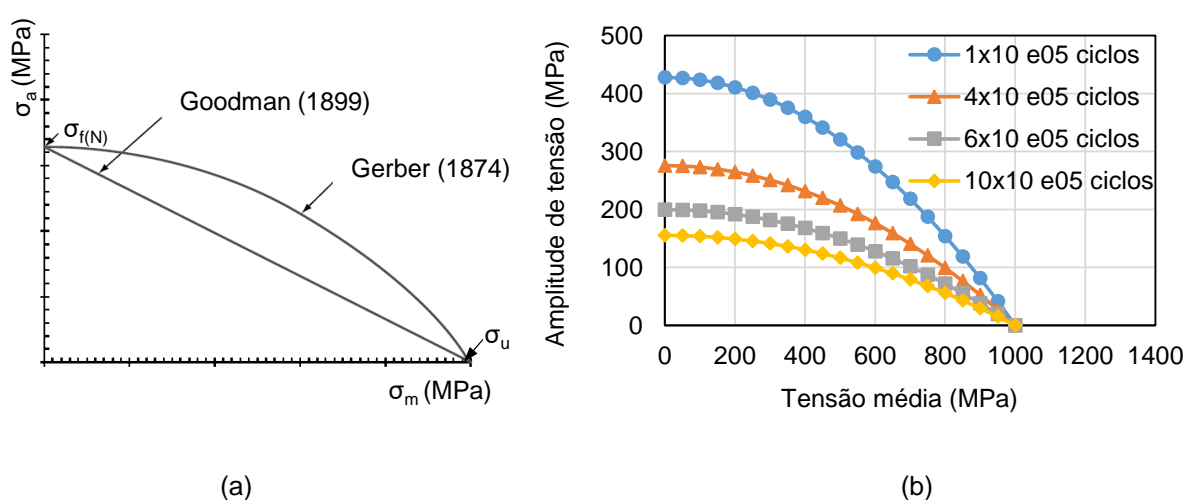 σa (MPa)
Goodman (1899)
σf(N)
Gerber (1874)
σu
σm (MPa)
(a)
Amplitude de tensão (MPa)
500
400
300
200
100
0
1x10 e05 ciclos
4x10 e05 ciclos
6x10 e05 ciclos
10x10 e05 ciclos
0 200 400 600 800 1000 1200 1400
Tensão média (MPa)
(b)